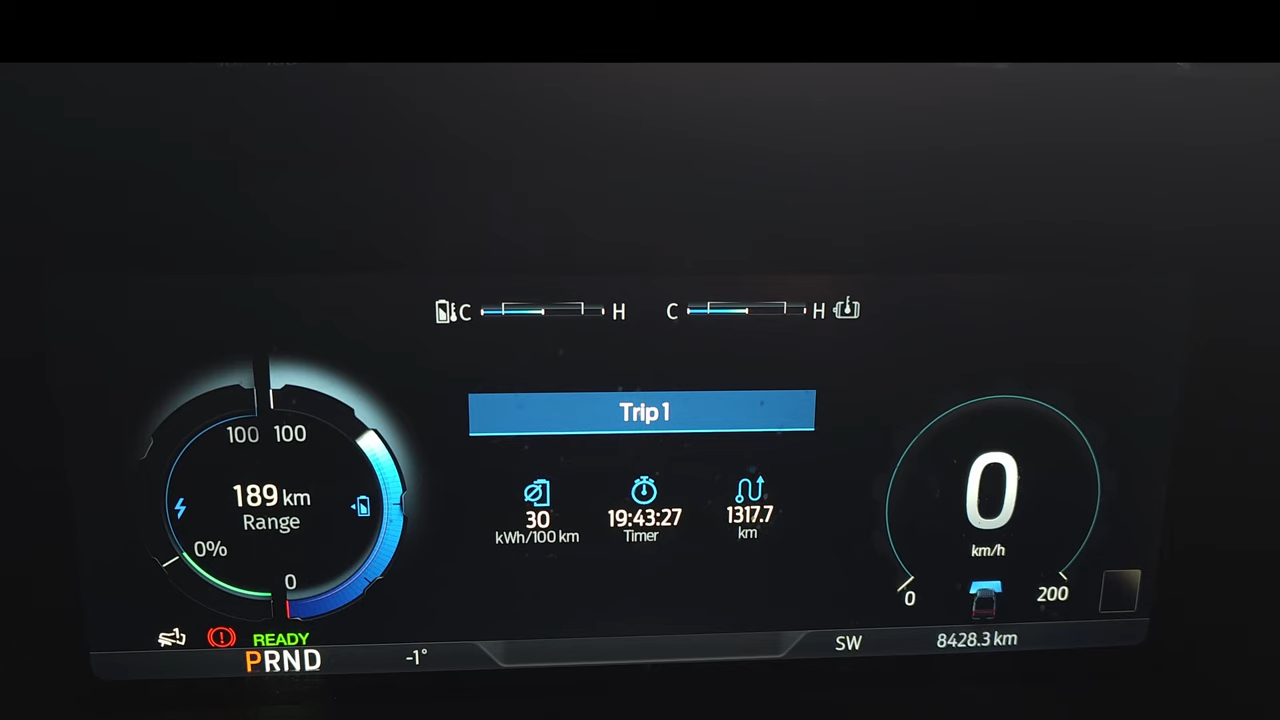 C H C H
Trip 1
100 100
189 km
Range
0%
0
30
kWh/100 km
19:43:27
Timer
1317.7
km
0
km/h
0 200
READY
PRND
-1°
SW
8428.3 km